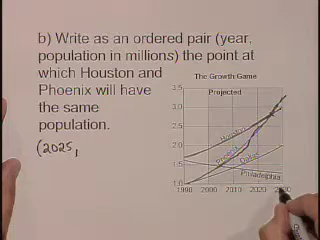 b) Write as an ordered pair (year,
population in millions) the point at
which Houston and
Phoenix will have
the same
population.
(2025,
The Growth Game
Projected
3.5
3.0
2.5
2.0
1.5
1.0
Houston
Phoenix
Dallas
Philadelphia
1990 2000 2010 2020 2030